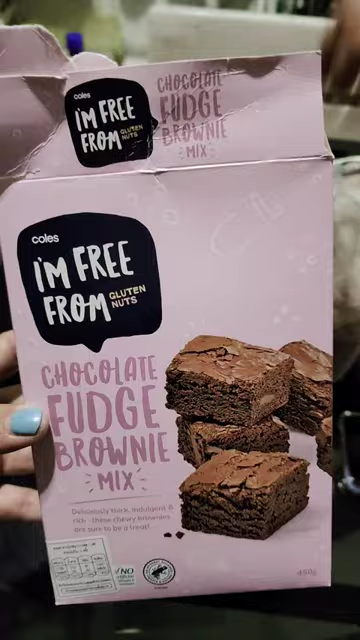 coles
I'M FREE
FROM GLUTEN
NUTS
CHOCOLATE
FUDGE
BROWNIE
MIX
coles
I'M FREE
FROM GLUTEN
NUTS
CHOCOLATE
FUDGE
BROWNIE
MIX
Deliciously thick, indulgent &
rich - these chewy brownies
are sure to be a treat!
NO
450g